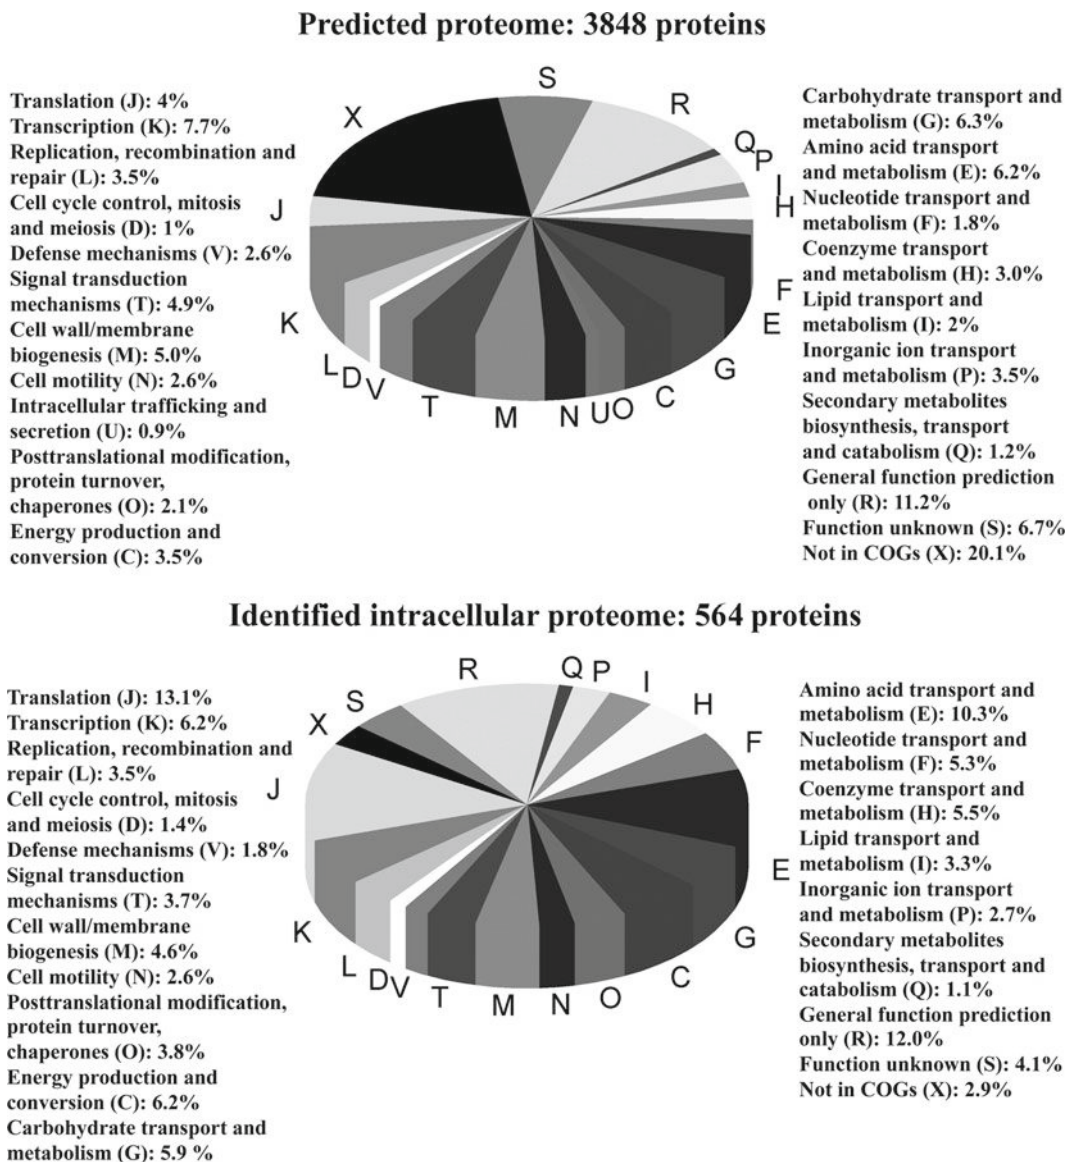 Predicted proteome: 3848 proteins
Translation (J): 4%
Transcription (K): 7.7%
Replication, recombination and
repair (L): 3.5%
Cell cycle control, mitosis
and meiosis (D): 1%
Defense mechanisms (V): 2.6%
Signal transduction
mechanisms (T): 4.9%
Cell wall/membrane
biogenesis (M): 5.0%
Cell motility (N): 2.6%
Intracellular trafficking and
secretion (U): 0.9%
Posttranslational modification,
protein turnover,
chaperones (O): 2.1%
Energy production and
conversion (C): 3.5%
S
R
Q
P
I
H
F
E
G
C
O
U
N
M
T
V
D
L
K
J
X
Carbohydrate transport and
metabolism (G): 6.3%
Amino acid transport
and metabolism (E): 6.2%
Nucleotide transport and
metabolism (F): 1.8%
Coenzyme transport
and metabolism (H): 3.0%
Lipid transport and
metabolism (I): 2%
Inorganic ion transport
and metabolism (P): 3.5%
Secondary metabolites
biosynthesis, transport
and catabolism (Q): 1.2%
General function prediction
only (R): 11.2%
Function unknown (S): 6.7%
Not in COGs (X): 20.1%
Identified intracellular proteome: 564 proteins
Translation (J): 13.1%
Transcription (K): 6.2%
Replication, recombination and
repair (L): 3.5%
Cell cycle control, mitosis
and meiosis (D): 1.4%
Defense mechanisms (V): 1.8%
Signal transduction
mechanisms (T): 3.7%
Cell wall/membrane
biogenesis (M): 4.6%
Cell motility (N): 2.6%
Posttranslational modification,
protein turnover,
chaperones (O): 3.8%
Energy production and
conversion (C): 6.2%
Carbohydrate transport and
metabolism (G): 5.9 %
R
Q
P
I
H
F
E
G
C
O
N
M
T
V
D
L
K
J
X
S
Amino acid transport and
metabolism (E): 10.3%
Nucleotide transport and
metabolism (F): 5.3%
Coenzyme transport and
metabolism (H): 5.5%
Lipid transport and
metabolism (I): 3.3%
Inorganic ion transport
and metabolism (P): 2.7%
Secondary metabolites
biosynthesis, transport and
catabolism (Q): 1.1%
General function prediction
only (R): 12.0%
Function unknown (S): 4.1%
Not in COGs (X): 2.9%